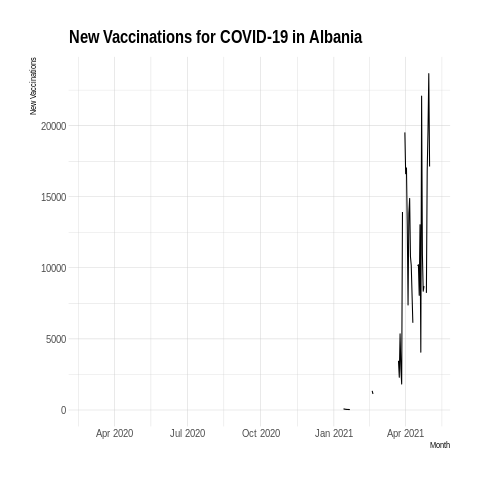 New Vaccinations for COVID-19 in Albania
New Vaccinations
20000
15000
10000
5000
0
Apr 2020 Jul 2020 Oct 2020 Jan 2021 Apr 2021
Month